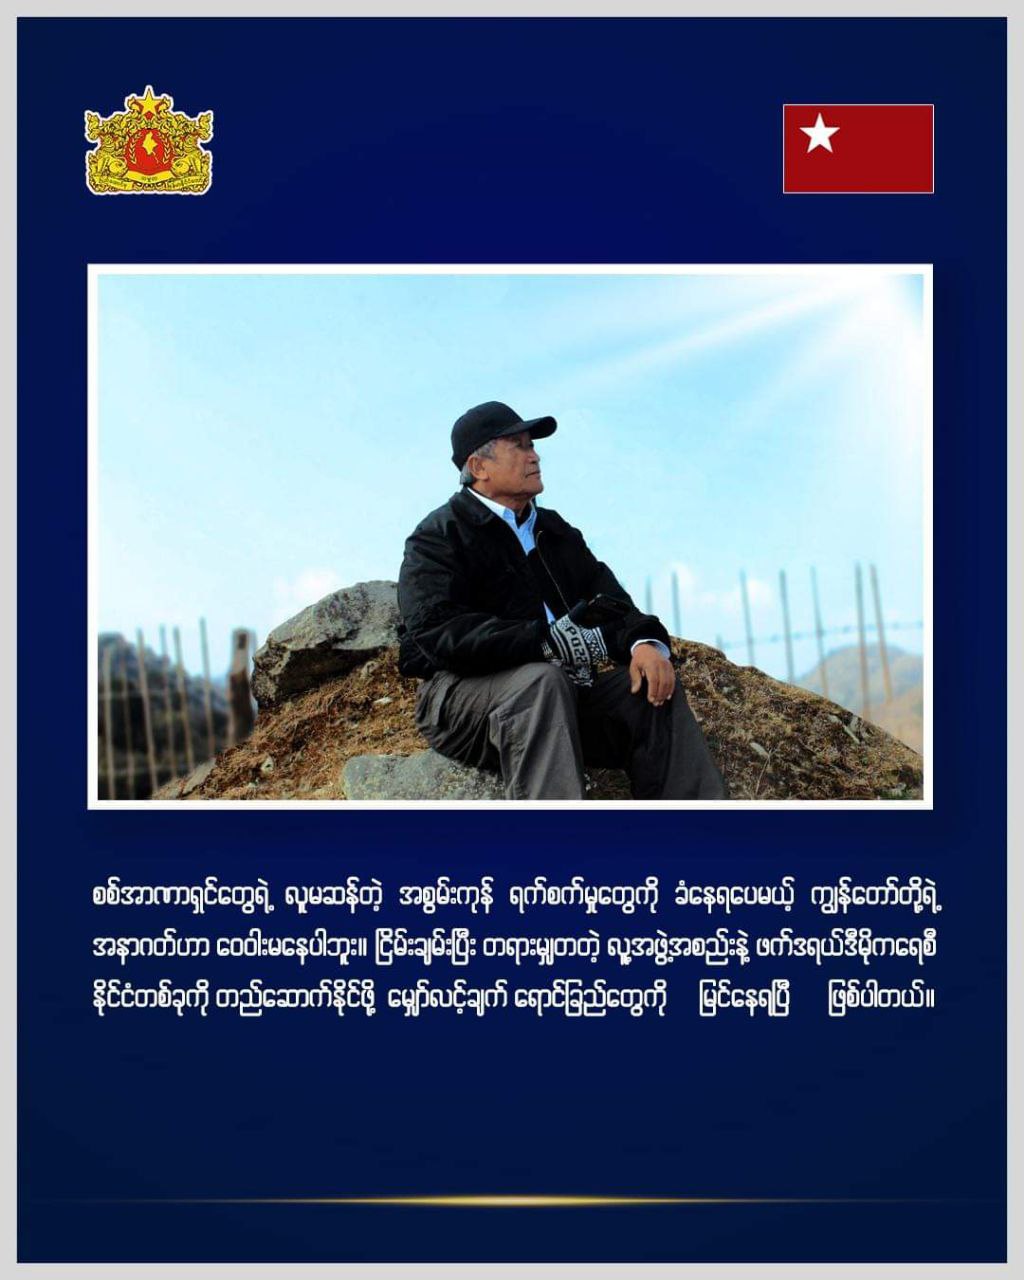 စစ်အာဏာရှင်တွေရဲ့ လူမဆန်တဲ့ အစွမ်းကုန် ရက်စက်မှုတွေကို ခံနေရပေမယ့် ကျွန်တော်တို့ရဲ့
အနာဂတ်ဟာ ဝေဝါးမနေပါဘူး။ ငြိမ်းချမ်းပြီး တရားမျှတတဲ့ လူ့အဖွဲ့အစည်းနဲ့ ဖက်ဒရယ်ဒီမိုကရေစီ
နိုင်ငံတစ်ခုကို တည်ဆောက်နိုင်ဖို့ မျှော်လင့်ချက် ရောင်ခြည်တွေကို မြင်နေရပြီ ဖြစ်ပါတယ်။